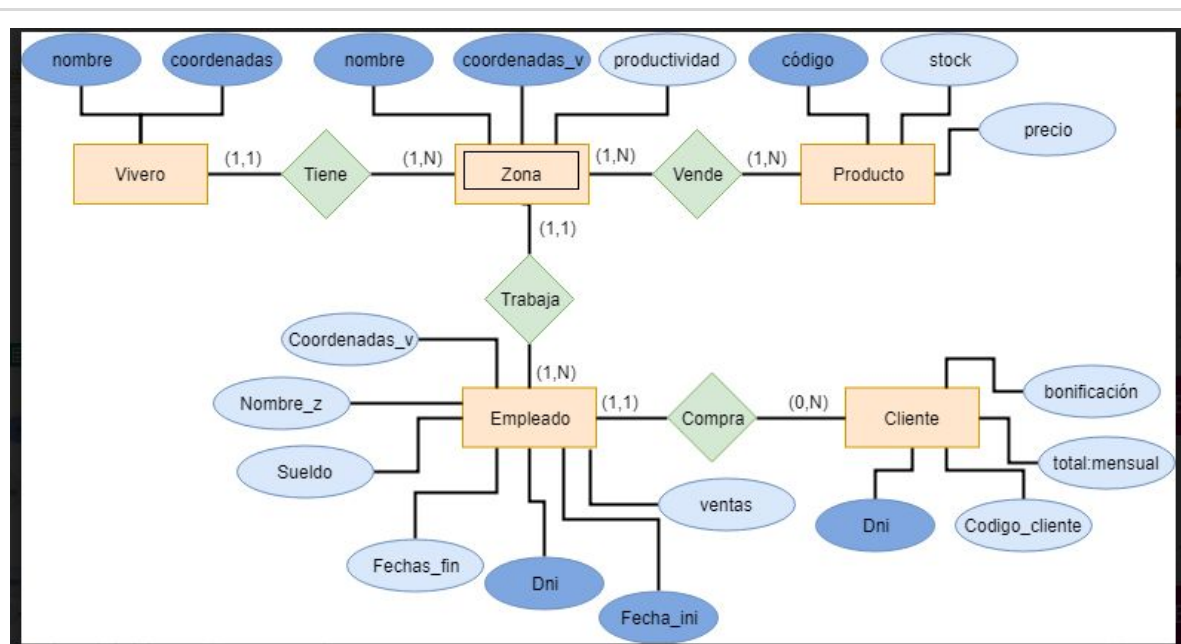 nombre
coordenadas
nombre
coordenadas_v
productividad
código
stock
precio
Vivero
(1,1)
Tiene
(1,N)
Zona
(1,N)
Vende
(1,N)
Producto
(1,1)
Trabaja
(1,N)
Coordenadas_v
Nombre_z
Sueldo
Fechas_fin
Dni
Fecha_ini
ventas
Empleado
(1,1)
Compra
(0,N)
Cliente
bonificación
total:mensual
Codigo_cliente
Dni